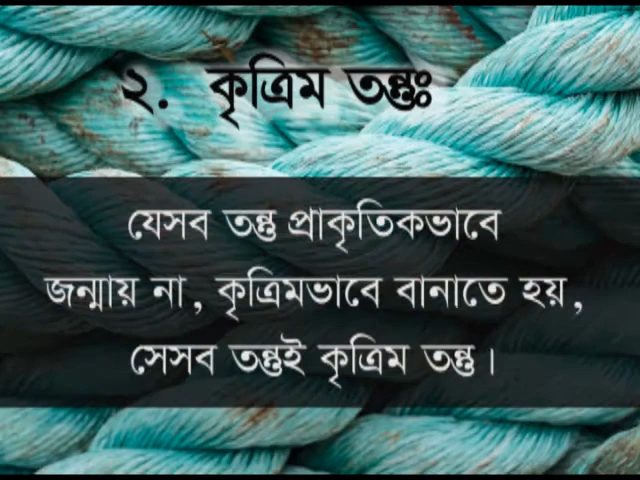 ২. কৃত্রিম তন্তুঃ
যেসব তন্তু প্রাকৃতিকভাবে
জন্মায় না, কৃত্রিমভাবে বানাতে হয়,
সেসব তন্তুই কৃত্রিম তন্তু।